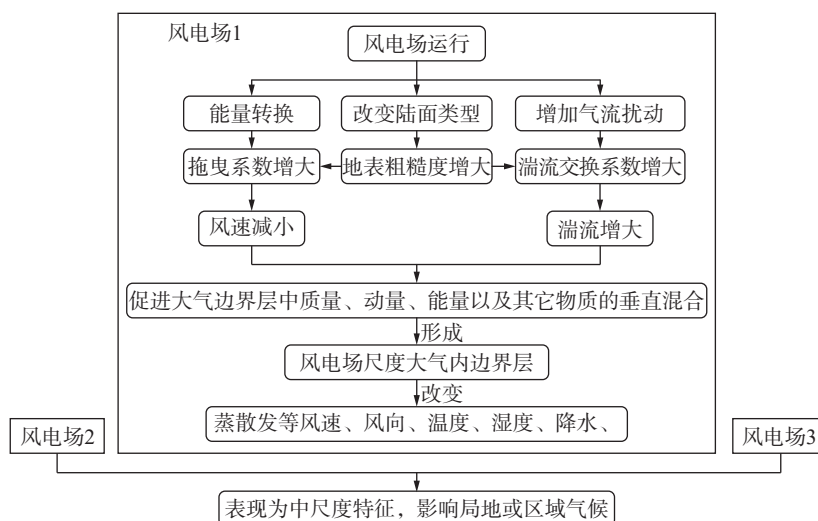 风电场1
风电场运行
能量转换
改变陆面类型
增加气流扰动
拖曳系数增大
地表粗糙度增大
湍流交换系数增大
风速减小
湍流增大
促进大气边界层中质量、动量、能量以及其它物质的垂直混合
形成
风电场尺度大气内边界层
改变
蒸散发等风速、风向、温度、湿度、降水、
风电场2
风电场3
表现为中尺度特征，影响局地或区域气候